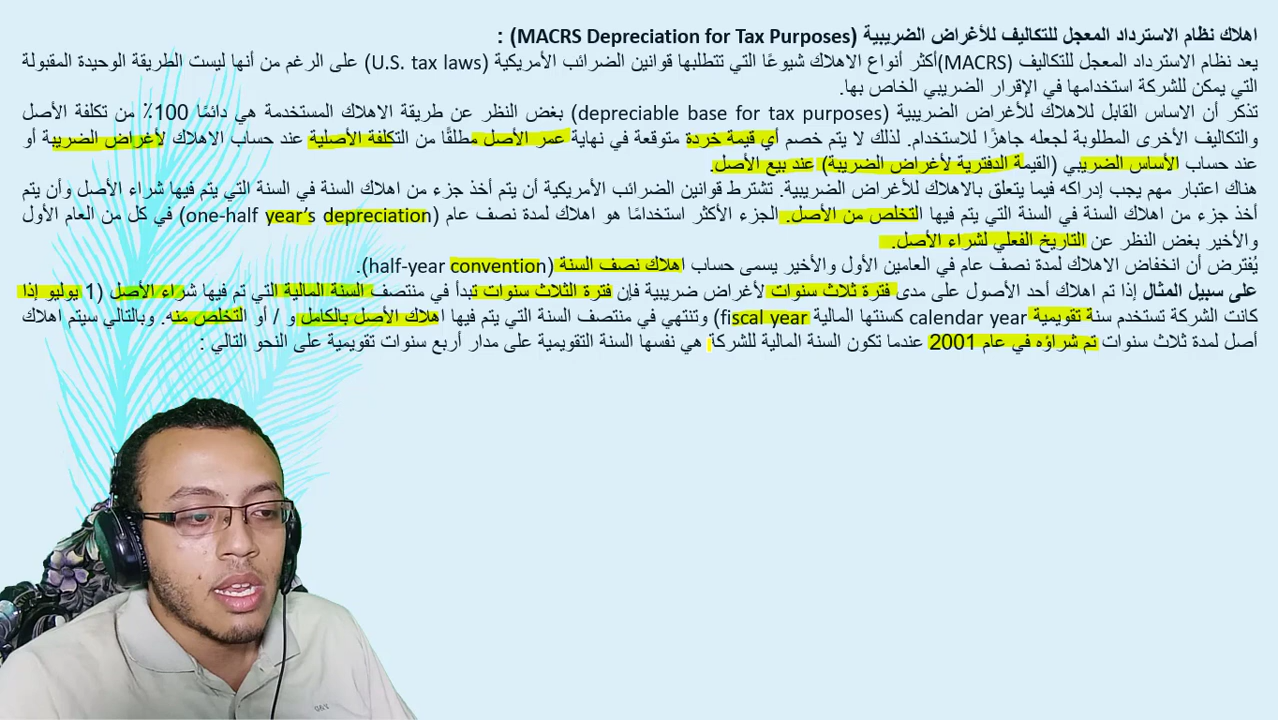 اهلاك نظام الاسترداد المعجل للتكاليف للأغراض الضريبية (MACRS Depreciation for Tax Purposes) :
يعد نظام الاسترداد المعجل للتكاليف (MACRS)أكثر أنواع الاهلاك شيوعًا التي تتطلبها قوانين الضرائب الأمريكية (U.S. tax laws) على الرغم من أنها ليست الطريقة الوحيدة المقبولة
التي يمكن للشركة استخدامها في الإقرار الضريبي الخاص بها.
تذكر أن الاساس القابل للاهلاك للأغراض الضريبية (depreciable base for tax purposes) بغض النظر عن طريقة الاهلاك المستخدمة هي دائمًا 100٪ من تكلفة الأصل
والتكاليف الأخرى المطلوبة لجعله جاهزًا للاستخدام. لذلك لا يتم خصم أي قيمة خردة متوقعة في نهاية عمر الأصل مطلقًا من التكلفة الأصلية عند حساب الاهلاك لأغراض الضريبة أو
عند حساب الأساس الضريبي (القيمة الدفترية لأغراض الضريبة) عند بيع الأصل.
هناك اعتبار مهم يجب إدراكه فيما يتعلق بالاهلاك للأغراض الضريبية. تشترط قوانين الضرائب الأمريكية أن يتم أخذ جزء من اهلاك السنة في السنة التي يتم فيها شراء الأصل وأن يتم
أخذ جزء من اهلاك السنة في السنة التي يتم فيها التخلص من الأصل. الجزء الأكثر استخدامًا هو اهلاك لمدة نصف عام (one-half year’s depreciation) في كل من العام الأول
والأخير بغض النظر عن التاريخ الفعلي لشراء الأصل.
يُفترض أن انخفاض الاهلاك لمدة نصف عام في العامين الأول والأخير يسمى حساب اهلاك نصف السنة (half-year convention).
على سبيل المثال إذا تم اهلاك أحد الأصول على مدى فترة ثلاث سنوات لأغراض ضريبية فإن فترة الثلاث سنوات تبدأ في منتصف السنة المالية التي تم فيها شراء الأصل (1 يوليو إذا
كانت الشركة تستخدم سنة تقويمية calendar year كسنتها المالية fiscal year) وتنتهي في منتصف السنة التي يتم فيها اهلاك الأصل بالكامل و / أو التخلص منه. وبالتالي سيتم اهلاك
أصل لمدة ثلاث سنوات تم شراؤه في عام 2001 عندما تكون السنة المالية للشركة هي نفسها السنة التقويمية على مدار أربع سنوات تقويمية على النحو التالي :